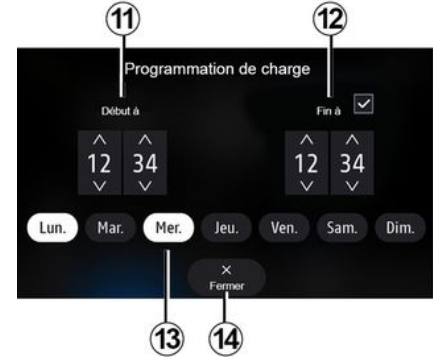 11 12
Programmation de charge
Début à Fin à
12 34 12 34
Lun. Mar. Mer. Jeu. Ven. Sam. Dim.
Fermer
13 14